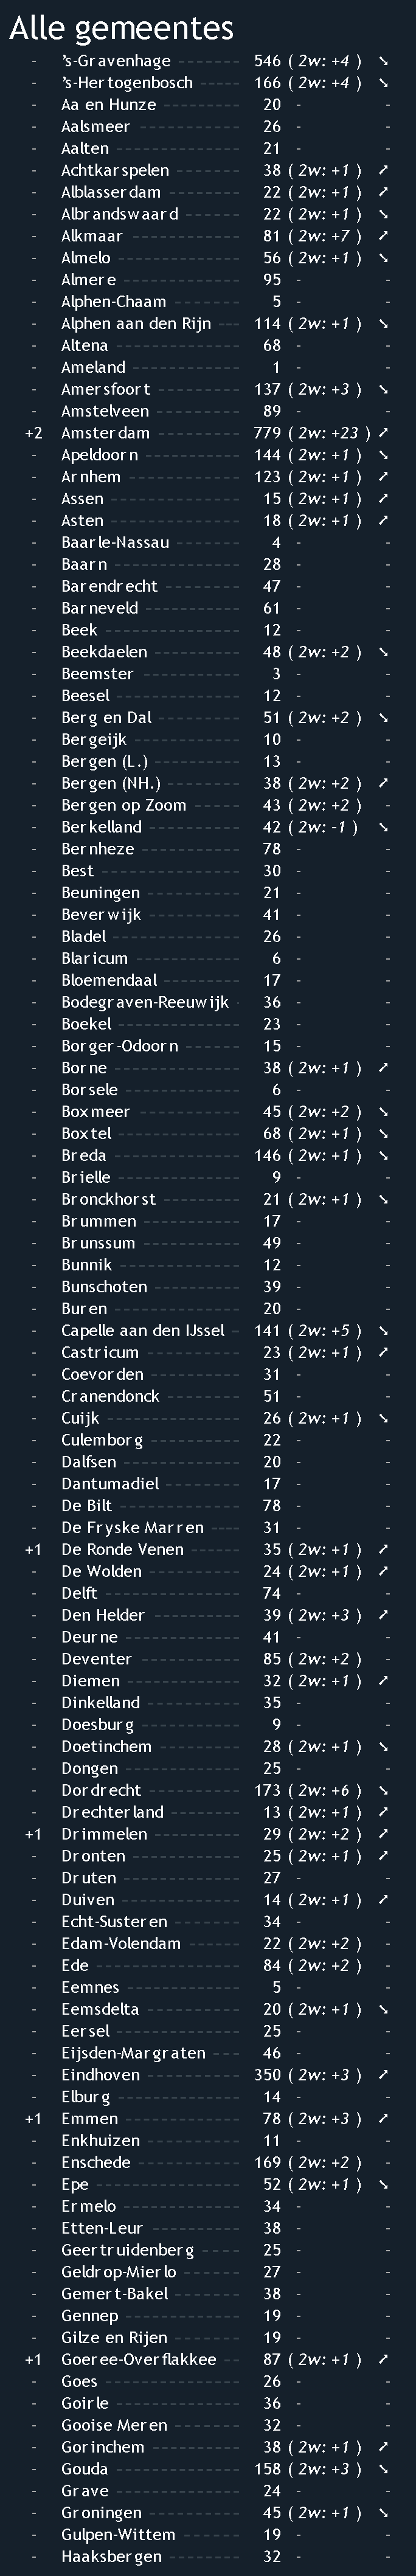 Alle gemeentes
- 's-Gravenhage 546 ( 2w: +4 ) ➘
- 's-Hertogenbosch 166 ( 2w: +4 ) ➘
- Aa en Hunze 20 - -
- Aalsmeer 26 - -
- Aalten 21 - -
- Achtkarspelen 38 ( 2w: +1 ) ➚
- Alblasserdam 22 ( 2w: +1 ) ➚
- Albrandswaard 22 ( 2w: +1 ) ➘
- Alkmaar 81 ( 2w: +7 ) ➚
- Almelo 56 ( 2w: +1 ) ➘
- Almere 95 - -
- Alphen-Chaam 5 - -
- Alphen aan den Rijn 114 ( 2w: +1 ) ➘
- Altena 68 - -
- Ameland 1 - -
- Amersfoort 137 ( 2w: +3 ) ➘
- Amstelveen 89 - -
+2 Amsterdam 779 ( 2w: +23 ) ➚
- Apeldoorn 144 ( 2w: +1 ) ➘
- Arnhem 123 ( 2w: +1 ) ➚
- Assen 15 ( 2w: +1 ) ➚
- Asten 18 ( 2w: +1 ) ➚
- Baarle-Nassau 4 - -
- Baarn 28 - -
- Barendrecht 47 - -
- Barneveld 61 - -
- Beek 12 - -
- Beekdaelen 48 ( 2w: +2 ) ➘
- Beemster 3 - -
- Beesel 12 - -
- Berg en Dal 51 ( 2w: +2 ) ➘
- Bergeijk 10 - -
- Bergen (L.) 13 - -
- Bergen (NH.) 38 ( 2w: +2 ) ➚
- Bergen op Zoom 43 ( 2w: +2 ) -
- Berkelland 42 ( 2w: -1 ) ➘
- Bernheze 78 - -
- Best 30 - -
- Beuningen 21 - -
- Beverwijk 41 - -
- Bladel 26 - -
- Blaricum 6 - -
- Bloemendaal 17 - -
- Bodegraven-Reeuwijk 36 - -
- Boekel 23 - -
- Borger-Odoorn 15 - -
- Borne 38 ( 2w: +1 ) ➚
- Borsele 6 - -
- Boxmeer 45 ( 2w: +2 ) ➘
- Boxtel 68 ( 2w: +1 ) ➘
- Breda 146 ( 2w: +1 ) ➘
- Brielle 9 - -
- Bronckhorst 21 ( 2w: +1 ) ➘
- Brummen 17 - -
- Brunssum 49 - -
- Bunnik 12 - -
- Bunschoten 39 - -
- Buren 20 - -
- Capelle aan den IJssel 141 ( 2w: +5 ) ➘
- Castricum 23 ( 2w: +1 ) ➚
- Coevorden 31 - -
- Cranendonck 51 - -
- Cuijk 26 ( 2w: +1 ) ➘
- Culemborg 22 - -
- Dalfsen 20 - -
- Dantumadiel 17 - -
- De Bilt 78 - -
- De Fryske Marren 31 - -
+1 De Ronde Venen 35 ( 2w: +1 ) ➚
- De Wolden 24 ( 2w: +1 ) ➚
- Delft 74 - -
- Den Helder 39 ( 2w: +3 ) ➚
- Deurne 41 - -
- Deventer 85 ( 2w: +2 ) -
- Diemen 32 ( 2w: +1 ) ➚
- Dinkelland 35 - -
- Doesburg 9 - -
- Doetinchem 28 ( 2w: +1 ) ➘
- Dongen 25 - -
- Dordrecht 173 ( 2w: +6 ) ➘
- Drechterland 13 ( 2w: +1 ) ➚
+1 Drimmelen 29 ( 2w: +2 ) ➚
- Dronten 25 ( 2w: +1 ) ➚
- Druten 27 - -
- Duiven 14 ( 2w: +1 ) ➚
- Echt-Susteren 34 - -
- Edam-Volendam 22 ( 2w: +2 ) -
- Ede 84 ( 2w: +2 ) -
- Eemnes 5 - -
- Eemsdelta 20 ( 2w: +1 ) ➘
- Eersel 25 - -
- Eijsden-Margraten 46 - -
- Eindhoven 350 ( 2w: +3 ) ➚
- Elburg 14 - -
+1 Emmen 78 ( 2w: +3 ) ➚
- Enkhuizen 11 - -
- Enschede 169 ( 2w: +2 ) -
- Epe 52 ( 2w: +1 ) ➘
- Ermelo 34 - -
- Etten-Leur 38 - -
- Geertruidenberg 25 - -
- Geldrop-Mierlo 27 - -
- Gemert-Bakel 38 - -
- Gennep 19 - -
- Gilze en Rijen 19 - -
+1 Goeree-Overflakkee 87 ( 2w: +1 ) ➚
- Goes 26 - -
- Goirle 36 - -
- Gooise Meren 32 - -
- Gorinchem 38 ( 2w: +1 ) ➚
- Gouda 158 ( 2w: +3 ) ➘
- Grave 24 - -
- Groningen 45 ( 2w: +1 ) ➘
- Gulpen-Wittem 19 - -
- Haaksbergen 32 - -